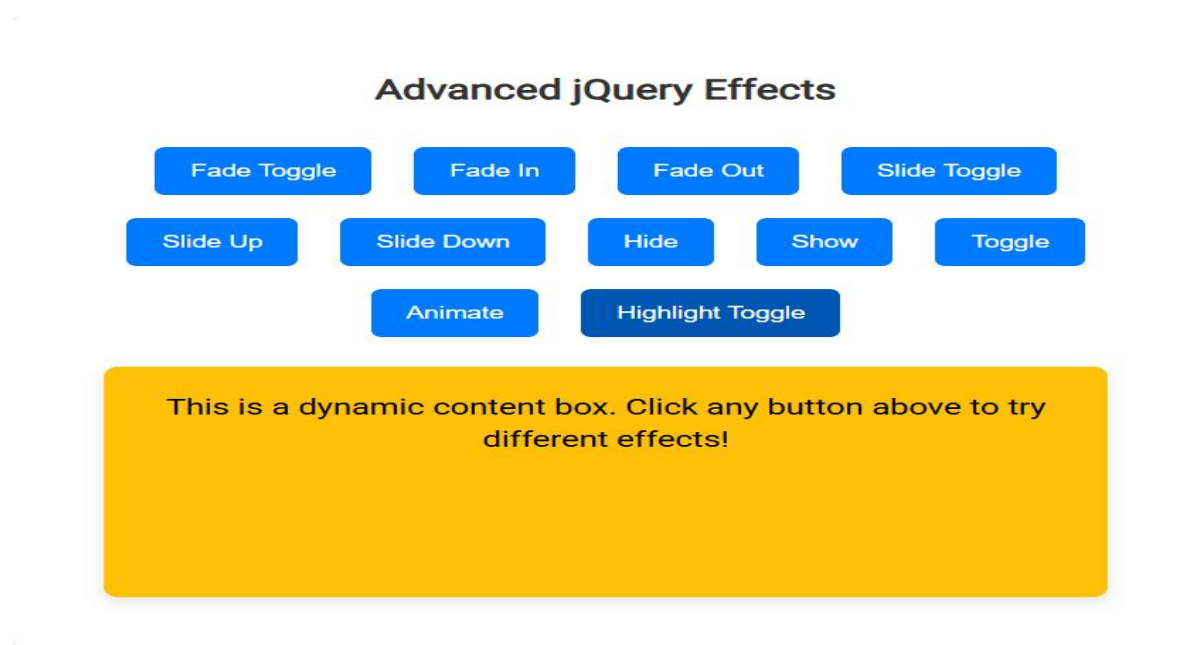 Advanced jQuery Effects
Fade Toggle Fade In Fade Out Slide Toggle
Slide Up Slide Down Hide Show Toggle
Animate Highlight Toggle
This is a dynamic content box. Click any button above to try
different effects!